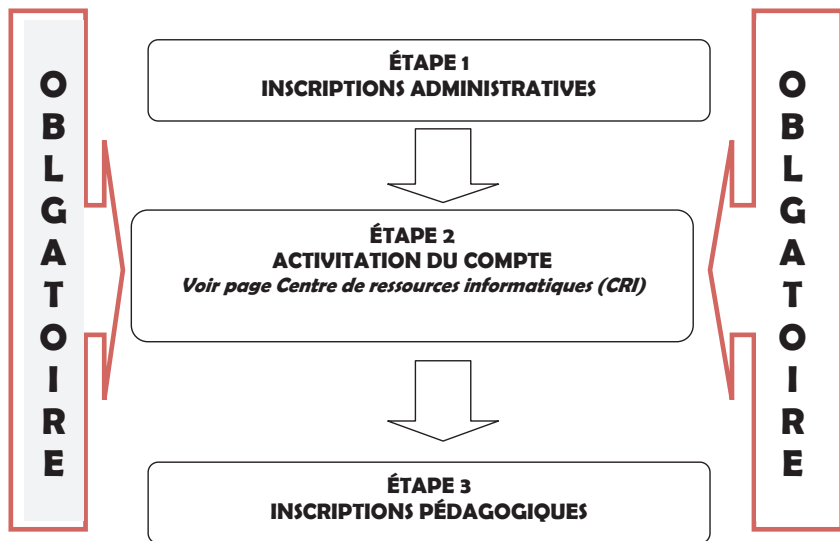 OBLGATOIRE
ÉTAPE 1
INSCRIPTIONS ADMINISTRATIVES
ÉTAPE 2
ACTIVITATION DU COMPTE
Voir page Centre de ressources informatiques (CRI)
ÉTAPE 3
INSCRIPTIONS PÉDAGOGIQUES
OBLGATOIRE